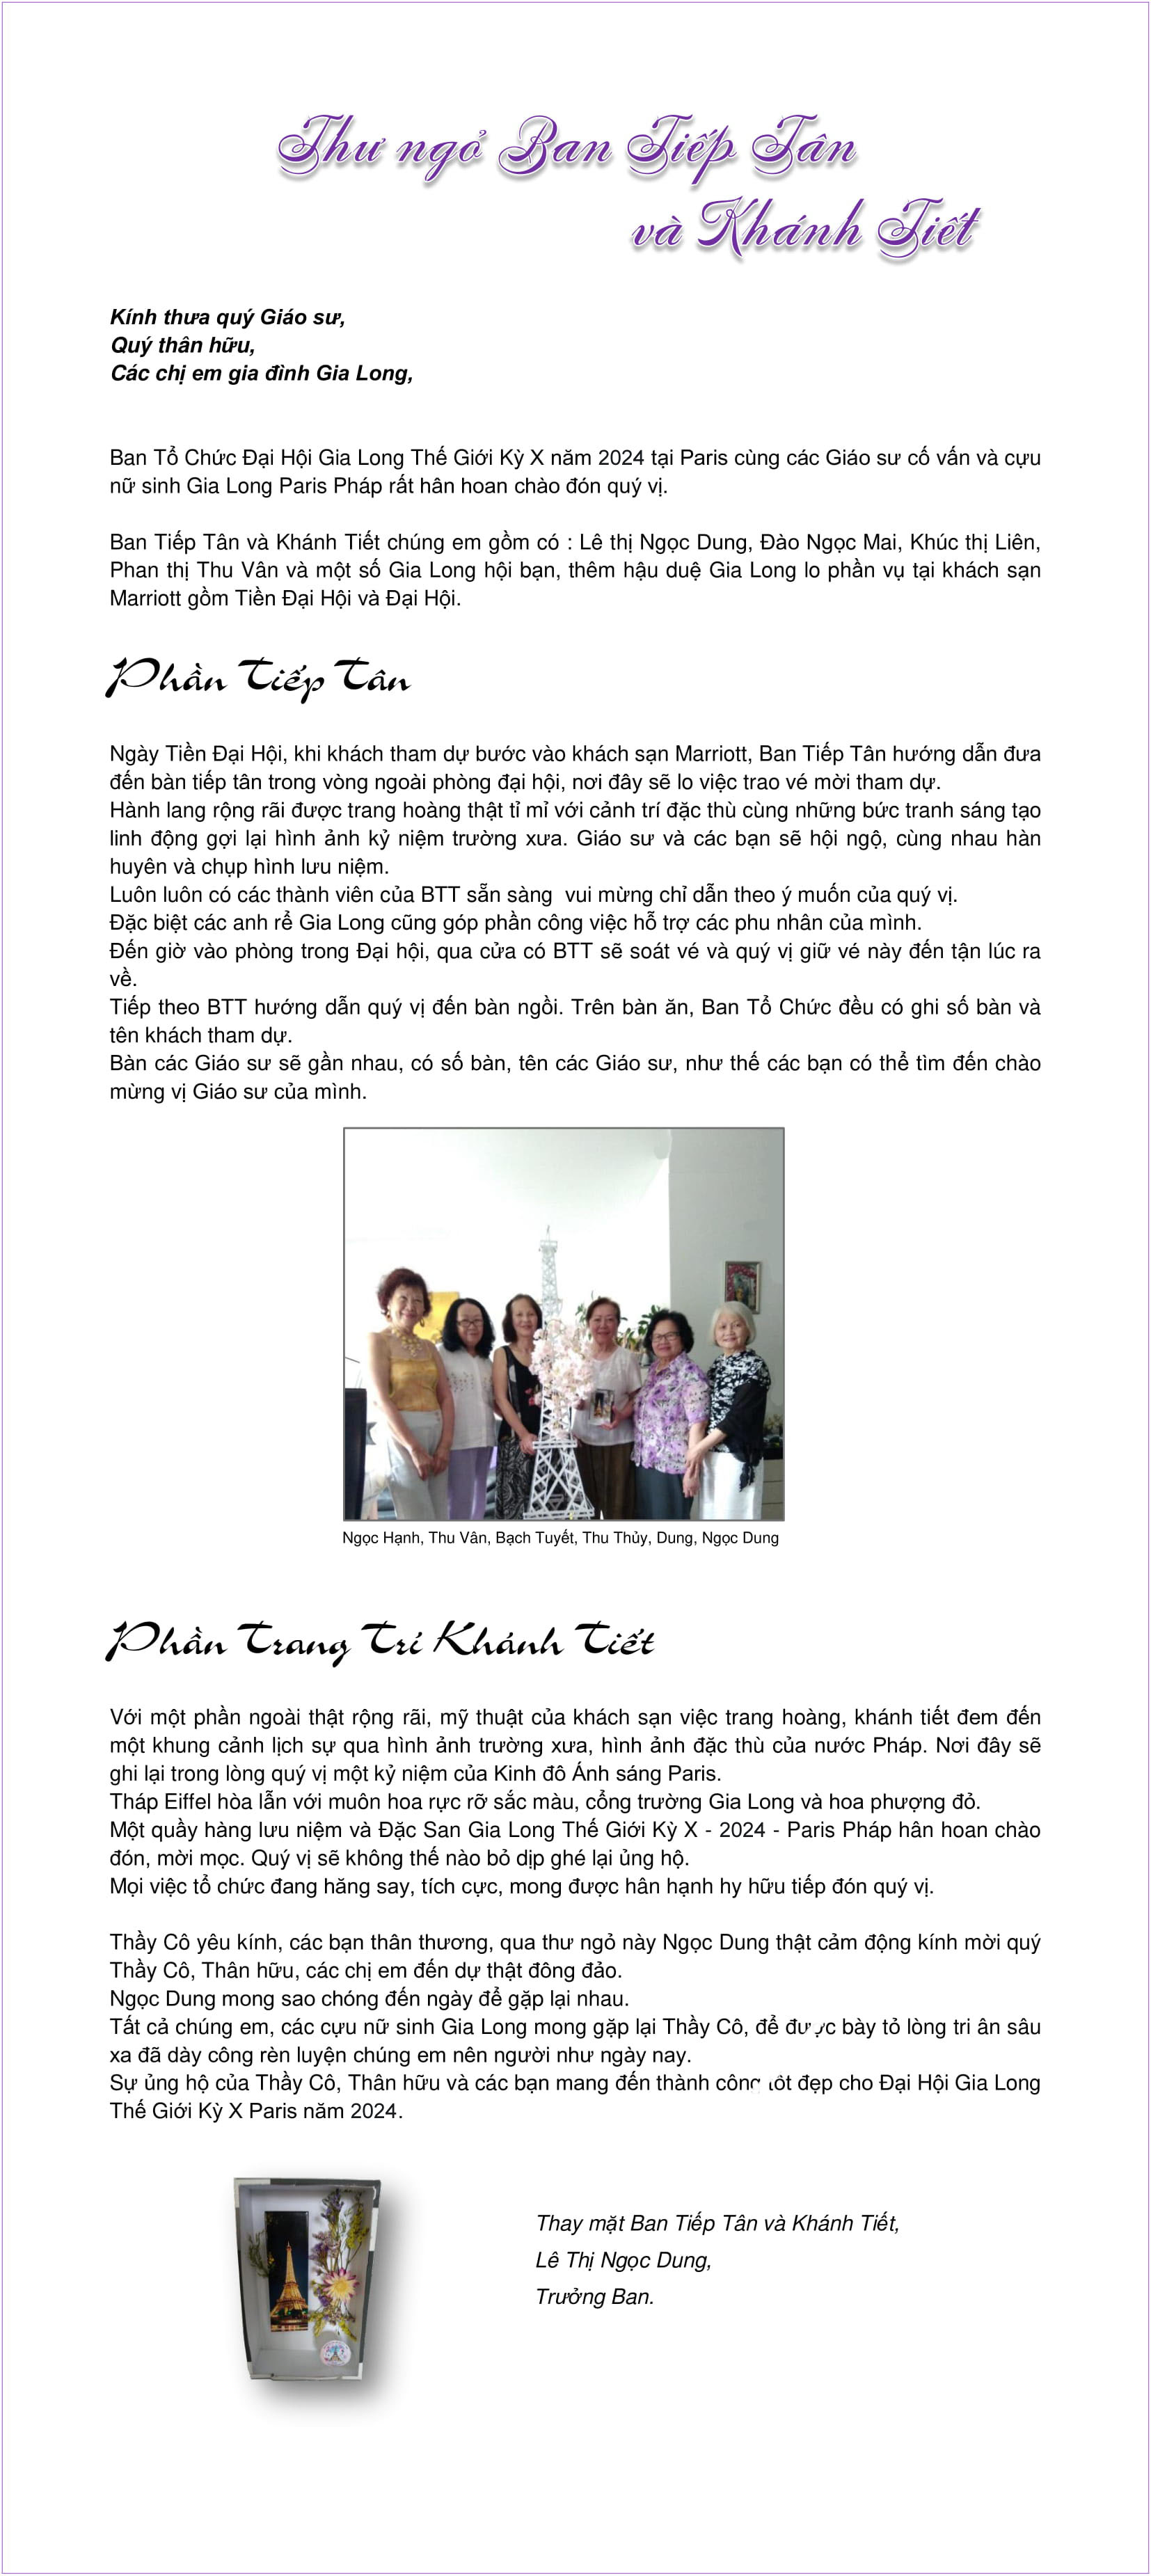 Thư ngỏ Ban Tiếp Tân
và Khánh Tiết
Kính thưa quý Giáo sư,
Quý thân hữu,
Các chị em gia đình Gia Long,
Ban Tổ Chức Đại Hội Gia Long Thế Giới Kỳ X năm 2024 tại Paris cùng các Giáo sư cố vấn và cựu
nữ sinh Gia Long Paris Pháp rất hân hoan chào đón quý vị.
Ban Tiếp Tân và Khánh Tiết chúng em gồm có : Lê thị Ngọc Dung, Đào Ngọc Mai, Khúc thị Liên,
Phan thị Thu Vân và một số Gia Long hội bạn, thêm hậu duệ Gia Long lo phần vụ tại khách sạn
Marriott gồm Tiền Đại Hội và Đại Hội.
Phần Tiếp Tân
Ngày Tiền Đại Hội, khi khách tham dự bước vào khách sạn Marriott, Ban Tiếp Tân hướng dẫn đưa
đến bàn tiếp tân trong vòng ngoài phòng đại hội, nơi đây sẽ lo việc trao vé mời tham dự.
Hành lang rộng rãi được trang hoàng thật tỉ mỉ với cảnh trí đặc thù cùng những bức tranh sáng tạo
linh động gợi lại hình ảnh kỷ niệm trường xưa. Giáo sư và các bạn sẽ hội ngộ, cùng nhau hàn
huyên và chụp hình lưu niệm.
Luôn luôn có các thành viên của BTT sẵn sàng  vui mừng chỉ dẫn theo ý muốn của quý vị.
Đặc biệt các anh rể Gia Long cũng góp phần công việc hỗ trợ các phu nhân của mình.
Đến giờ vào phòng trong Đại hội, qua cửa có BTT sẽ soát vé và quý vị giữ vé này đến tận lúc ra
về.
Tiếp theo BTT hướng dẫn quý vị đến bàn ngồi. Trên bàn ăn, Ban Tổ Chức đều có ghi số bàn và
tên khách tham dự.
Bàn các Giáo sư sẽ gần nhau, có số bàn, tên các Giáo sư, như thế các bạn có thể tìm đến chào
mừng vị Giáo sư của mình.
Ngọc Hạnh, Thu Vân, Bạch Tuyết, Thu Thủy, Dung, Ngọc Dung
Phần Trang Trí Khánh Tiết
Với một phần ngoài thật rộng rãi, mỹ thuật của khách sạn việc trang hoàng, khánh tiết đem đến
một khung cảnh lịch sự qua hình ảnh trường xưa, hình ảnh đặc thù của nước Pháp. Nơi đây sẽ
ghi lại trong lòng quý vị một kỷ niệm của Kinh đô Ánh sáng Paris.
Tháp Eiffel hòa lẫn với muôn hoa rực rỡ sắc màu, cổng trường Gia Long và hoa phượng đỏ.
Một quầy hàng lưu niệm và Đặc San Gia Long Thế Giới Kỳ X - 2024 - Paris Pháp hân hoan chào
đón, mời mọc. Quý vị sẽ không thế nào bỏ dịp ghé lại ủng hộ.
Mọi việc tổ chức đang hăng say, tích cực, mong được hân hạnh hy hữu tiếp đón quý vị.
Thầy Cô yêu kính, các bạn thân thương, qua thư ngỏ này Ngọc Dung thật cảm động kính mời quý
Thầy Cô, Thân hữu, các chị em đến dự thật đông đảo.
Ngọc Dung mong sao chóng đến ngày để gặp lại nhau.
Tất cả chúng em, các cựu nữ sinh Gia Long mong gặp lại Thầy Cô, để được bày tỏ lòng tri ân sâu
xa đã dày công rèn luyện chúng em nên người như ngày nay.
Sự ủng hộ của Thầy Cô, Thân hữu và các bạn mang đến thành công tốt đẹp cho Đại Hội Gia Long
Thế Giới Kỳ X Paris năm 2024.
Thay mặt Ban Tiếp Tân và Khánh Tiết,
Lê Thị Ngọc Dung,
Trưởng Ban.